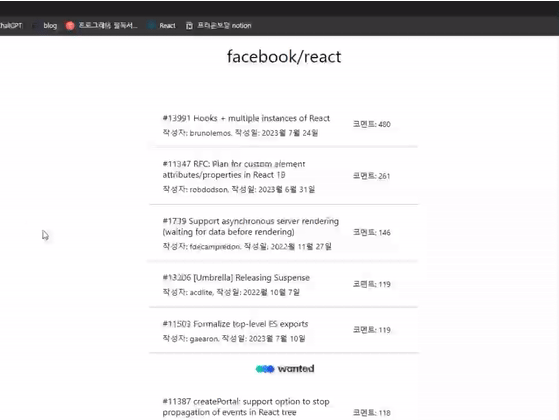 ChatGPT blog 프로그래머 필독서... React 프리온보딩 notion
facebook/react
#13991 Hooks + multiple instances of React
코멘트: 480
작성자: brunolemos, 작성일: 2023월 7월 24일
#11347 RFC: Plan for custom element
attributes/properties in React 19
코멘트: 261
작성자: robdodson, 작성일: 2023월 6월 31일
#1739 Support asynchronous server rendering
(waiting for data before rendering)
코멘트: 146
작성자: fdecampredon, 작성일: 2022월 11월 27일
#13206 [Umbrella] Releasing Suspense
코멘트: 119
작성자: acdlite, 작성일: 2022월 10월 7일
#11503 Formalize top-level ES exports
코멘트: 119
작성자: gaearon, 작성일: 2023월 7월 10일
wanted
#11387 createPortal: support option to stop
propagation of events in React tree
코멘트: 118